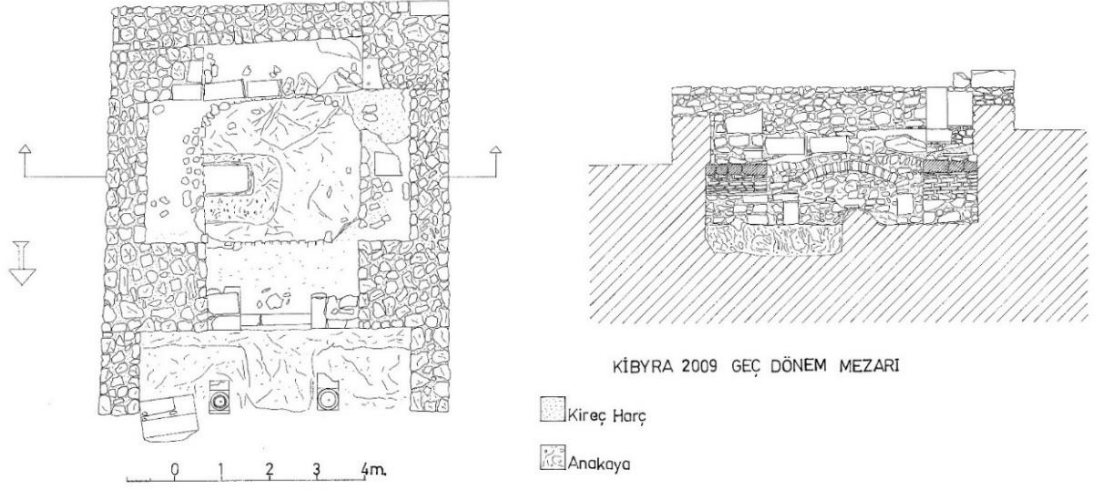 KİBYRA 2009 GEÇ DÖNEM MEZARI
Kireç Harç
Anakaya
0 1 2 3 4m.